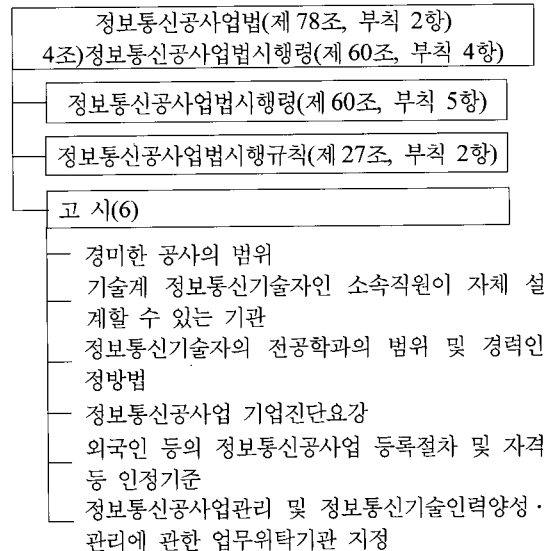 정보통신공사업법(제 78조, 부칙 2항)
4조)정보통신공사업법시행령(제 60조, 부칙 4항)
정보통신공사업법시행령(제 60조, 부칙 5항)
정보통신공사업법시행규칙(제 27조, 부칙 2항)
고 시(6)
경미한 공사의 범위
기술계 정보통신기술자인 소속직원이 자체 설
계할 수 있는 기관
정보통신기술자의 전공학과의 범위 및 경력인
정방법
정보통신공사업 기업진단요강
외국인 등의 정보통신공사업 등록절차 및 자격
등 인정기준
정보통신공사업관리 및 정보통신기술인력양성·
관리에 관한 업무위탁기관 지정